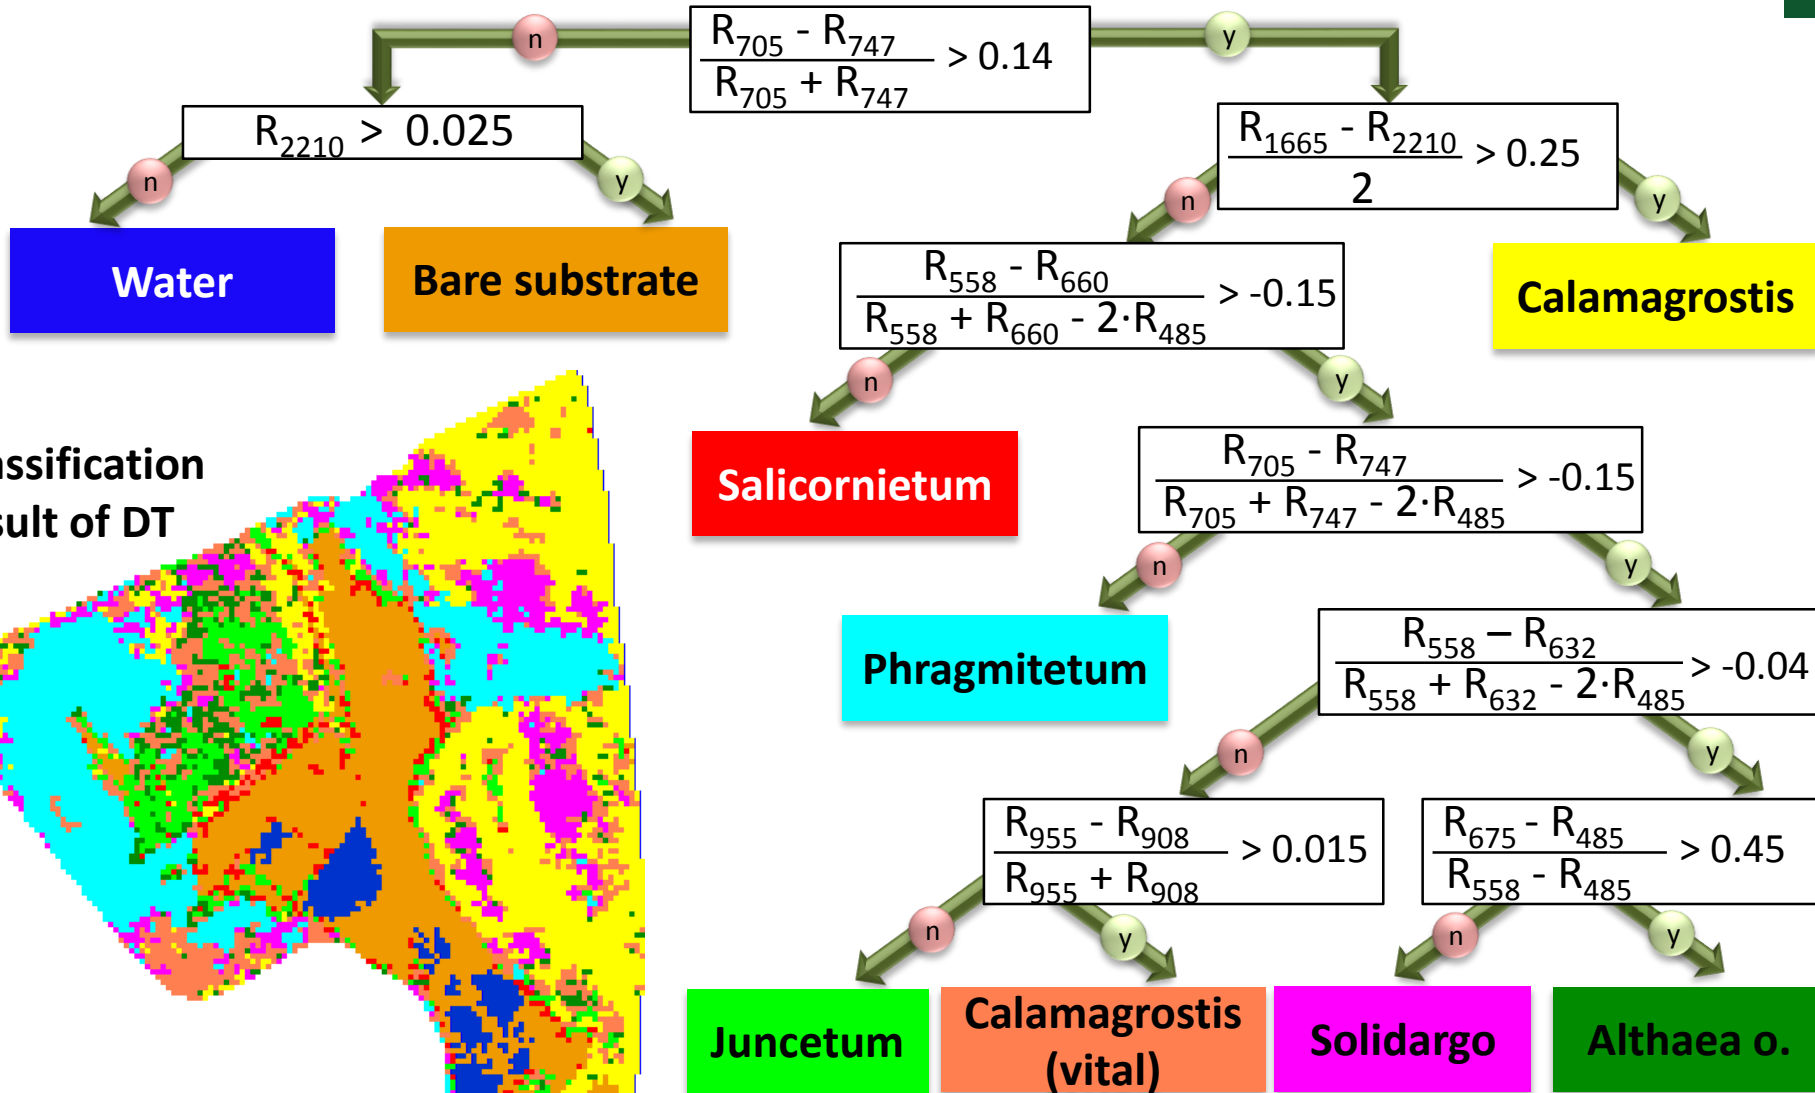 n
R705 - R747
R705 + R747
> 0.14
y
R2210 > 0.025
R1665 - R2210
2
> 0.25
n
y
n
y
Water
Bare substrate
R558 - R660
R558 + R660 - 2·R485
> -0.15
Calamagrostis
n
y
assification
sult of DT
Salicornietum
R705 - R747
R705 + R747 - 2·R485
> -0.15
n
y
Phragmitetum
R558 – R632
R558 + R632 - 2·R485
> -0.04
n
y
R955 - R908
R955 + R908
> 0.015
R675 - R485
R558 - R485
> 0.45
n
y
n
y
Juncetum
Calamagrostis
(vital)
Solidargo
Althaea o.